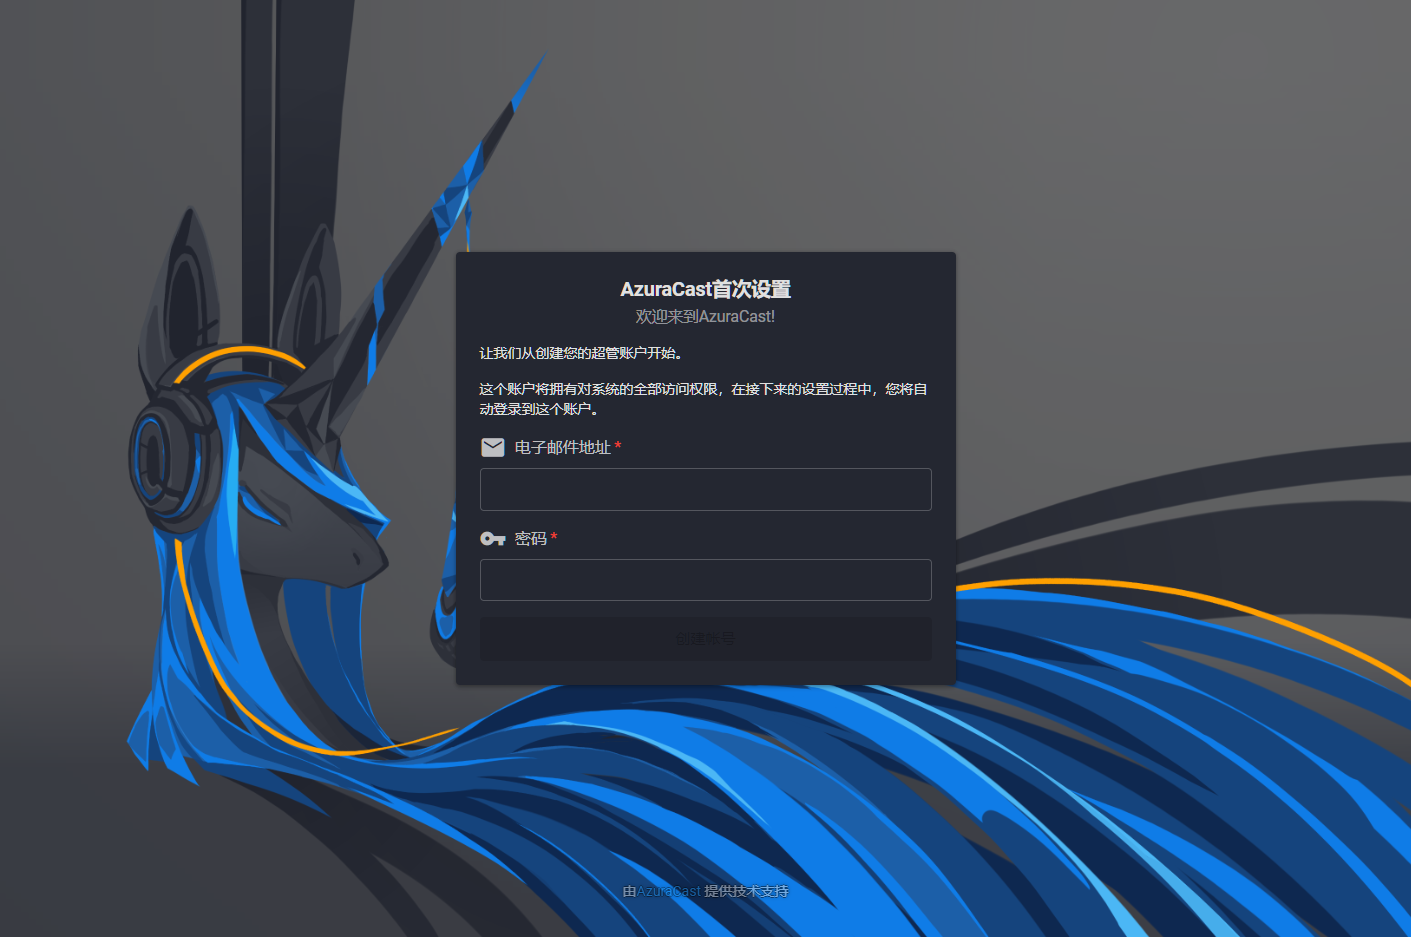 AzuraCast首次设置
欢迎来到AzuraCast!
让我们从创建您的超管账户开始。
这个账户将拥有对系统的全部访问权限，在接下来的设置过程中，您将自
动登录到这个账户。
电子邮件地址 *
密码 *
创建帐号
由AzuraCast 提供技术支持